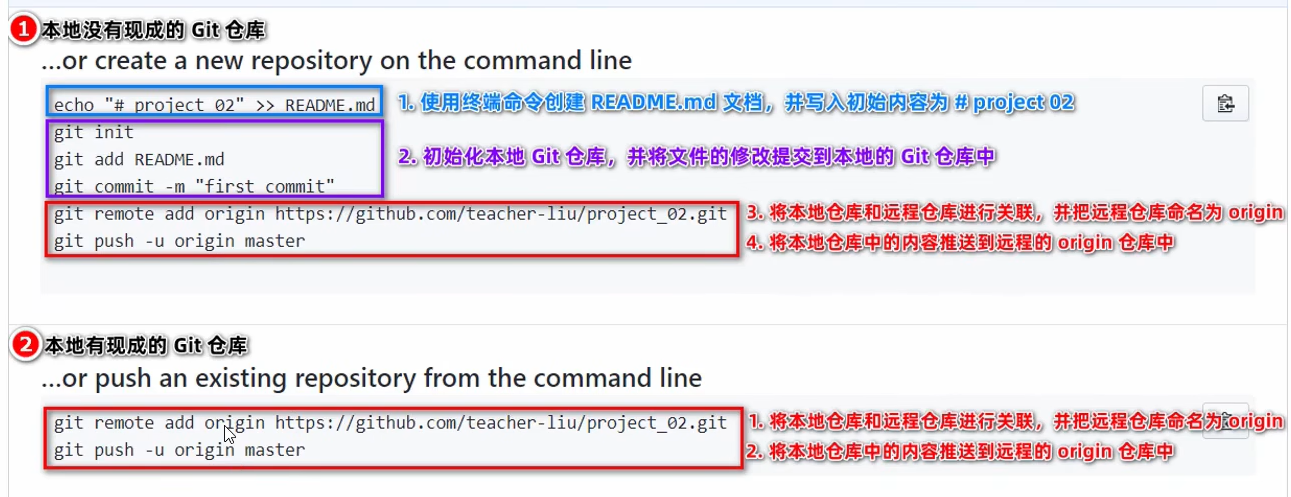 1 本地没有现成的 Git 仓库
...or create a new repository on the command line
echo "# project_02" >> README.md 1. 使用终端命令创建 README.md 文档，并写入初始内容为 # project 02
git init
git add README.md 2. 初始化本地 Git 仓库，并将文件的修改提交到本地的 Git 仓库中
git commit -m "first commit"
git remote add origin https://github.com/teacher-liu/project_02.git 3. 将本地仓库和远程仓库进行关联，并把远程仓库命名为 origin
git push -u origin master 4. 将本地仓库中的内容推送到远程的 origin 仓库中
2 本地有现成的 Git 仓库
...or push an existing repository from the command line
git remote add origin https://github.com/teacher-liu/project_02.git 1. 将本地仓库和远程仓库进行关联，并把远程仓库命名为 origin
git push -u origin master 2. 将本地仓库中的内容推送到远程的 origin 仓库中